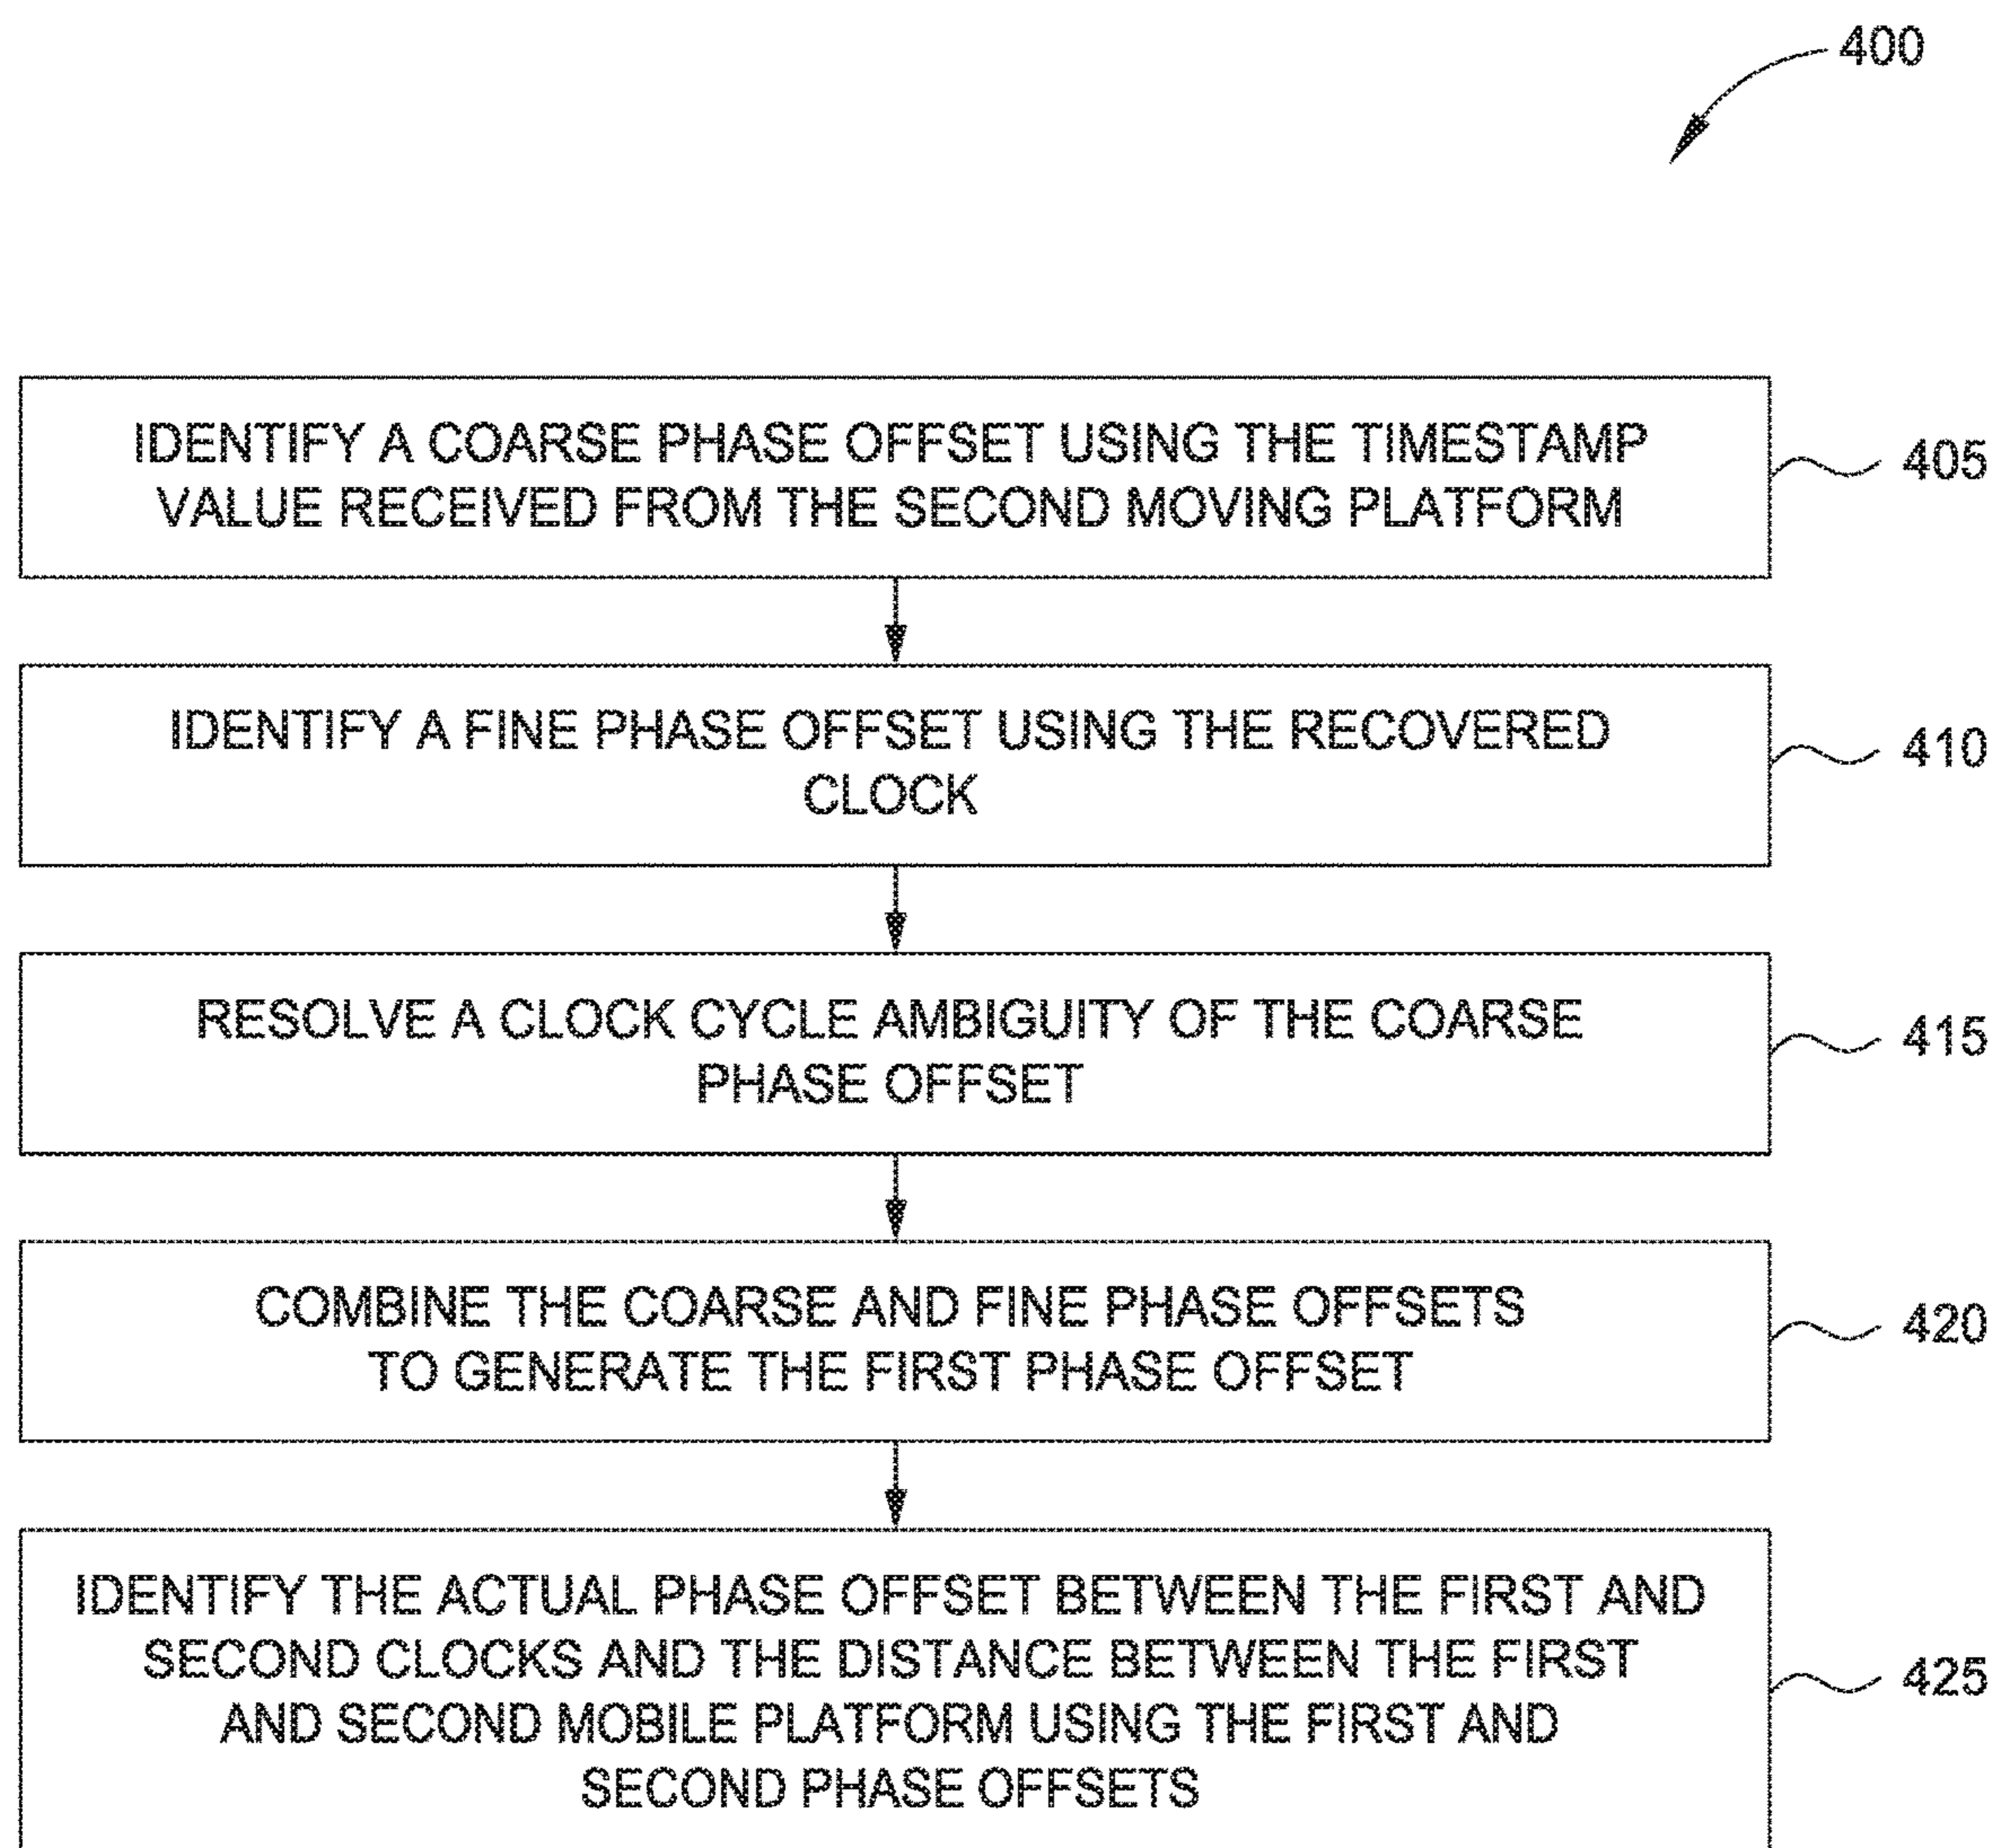 400
IDENTIFY A COARSE PHASE OFFSET USING THE TIMESTAMP
VALUE RECEIVED FROM THE SECOND MOVING PLATFORM
405
IDENTIFY A FINE PHASE OFFSET USING THE RECOVERED
CLOCK
410
RESOLVE A CLOCK CYCLE AMBIGUITY OF THE COARSE
PHASE OFFSET
415
COMBINE THE COARSE AND FINE PHASE OFFSETS
TO GENERATE THE FIRST PHASE OFFSET
420
IDENTIFY THE ACTUAL PHASE OFFSET BETWEEN THE FIRST AND
SECOND CLOCKS AND THE DISTANCE BETWEEN THE FIRST
AND SECOND MOBILE PLATFORM USING THE FIRST AND
SECOND PHASE OFFSETS
425